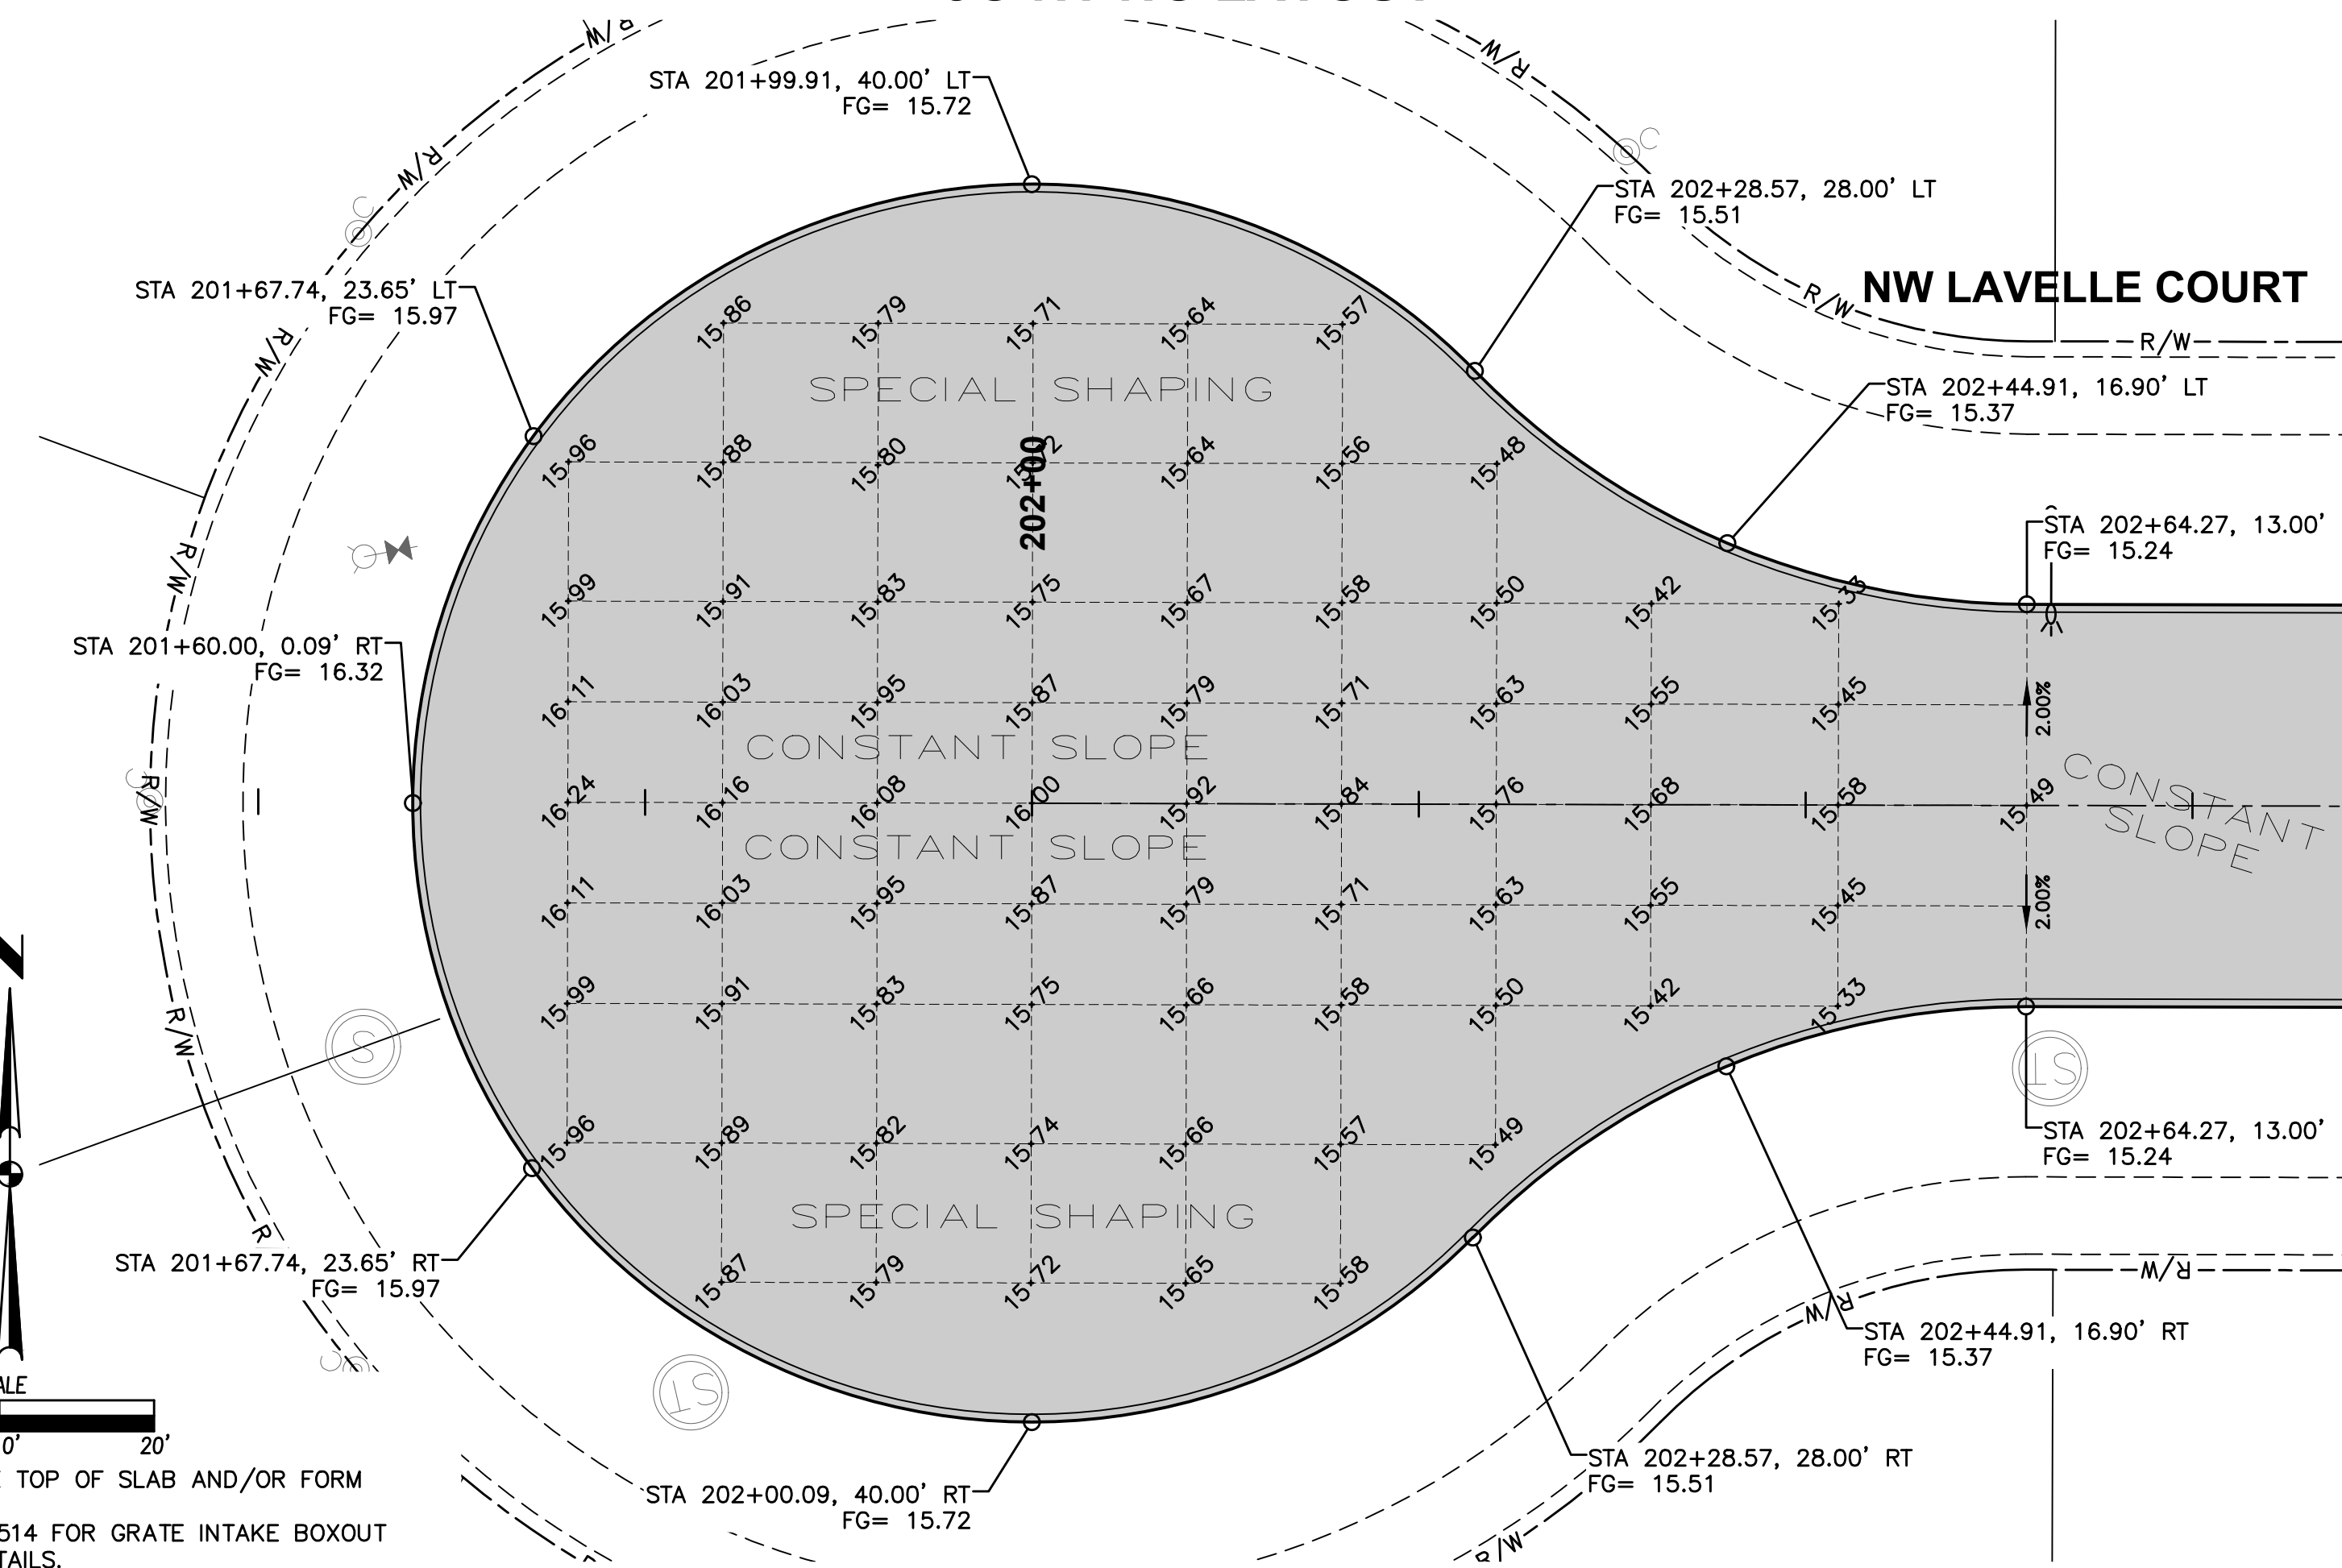 R/W
R/W
STA 201+99.91, 40.00' LT
FG= 15.72
R/W
C
STA 202+28.57, 28.00' LT
FG= 15.51
C
STA 201+67.74, 23.65' LT
FG= 15.97
NW LAVELLE COURT
R/W
R/W
R/W
15.86 15.79 15.71 15.64 15.57
SPECIAL SHAPING
STA 202+44.91, 16.90' LT
FG= 15.37
15.96 15.88 15.80 15.64 15.56 15.48
202+00
STA 202+64.27, 13.00'
FG= 15.24
R/W
15.99 15.91 15.83 15.75 15.67 15.58 15.50 15.42 15.33
STA 201+60.00, 0.09' RT
FG= 16.32
16.11 16.03 15.95 15.87 15.79 15.71 15.63 15.55 15.45
2.00%
CONSTANT SLOPE
C
R/W
16.24 16.16 16.08 16.00 15.92 15.84 15.76 15.68 15.58 15.49
CONSTANT
SLOPE
CONSTANT SLOPE
16.11 16.03 15.95 15.87 15.79 15.71 15.63 15.55 15.45
2.00%
15.99 15.91 15.83 15.75 15.66 15.58 15.50 15.42 15.33
R/W
S
ST
15.96 15.89 15.82 15.74 15.66 15.57 15.49
STA 202+64.27, 13.00'
FG= 15.24
SPECIAL SHAPING
R
STA 201+67.74, 23.65' RT
FG= 15.97
15.87 15.79 15.72 15.65 15.58
R/W
R/W
STA 202+44.91, 16.90' RT
FG= 15.37
C
ST
20'
STA 202+28.57, 28.00' RT
FG= 15.51
TOP OF SLAB AND/OR FORM
STA 202+00.09, 40.00' RT
FG= 15.72
514 FOR GRATE INTAKE BOXOUT
R/W